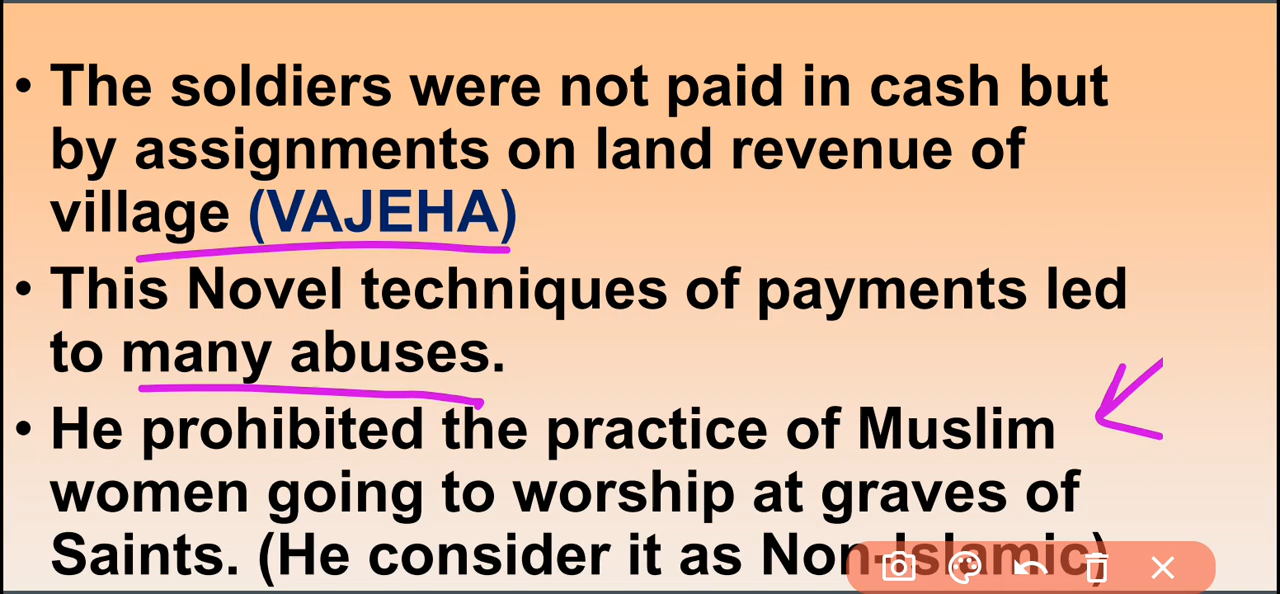 • The soldiers were not paid in cash but
by assignments on land revenue of
village (VAJEHA)
• This Novel techniques of payments led
to many abuses.
• He prohibited the practice of Muslim
women going to worship at graves of
Saints. (He consider it as Non-Islamic)